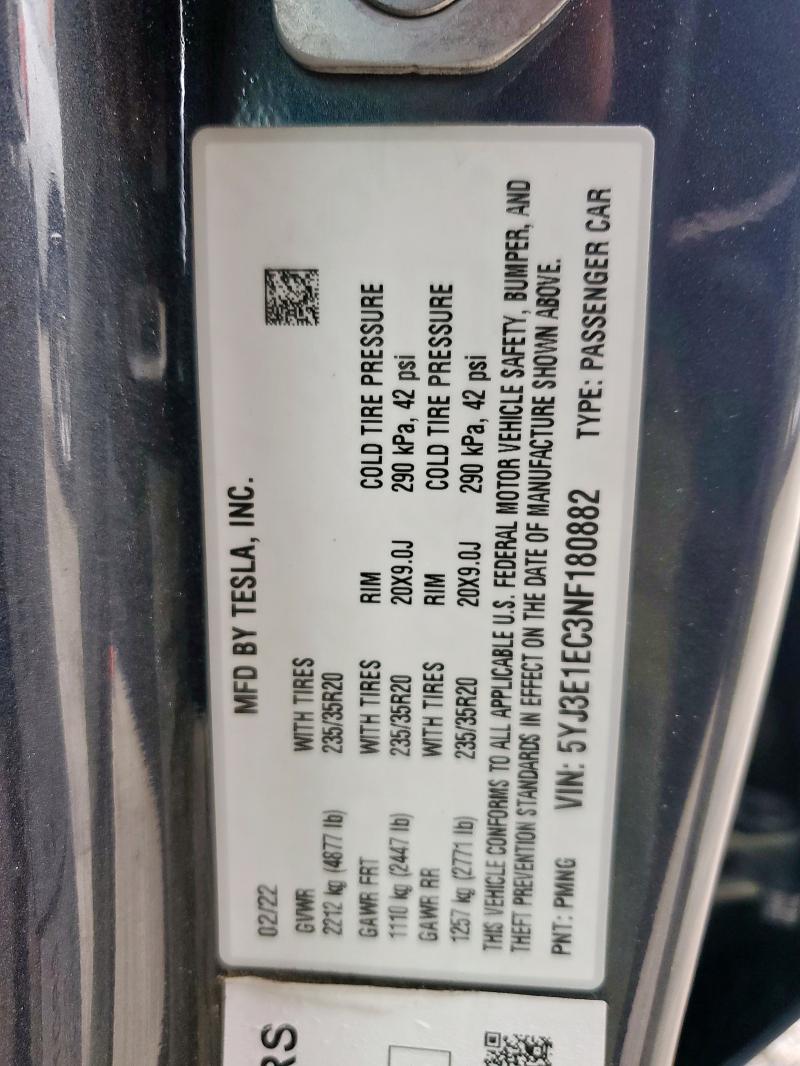 MFD BY TESLA, INC.
02/22
GVWR WITH TIRES
2212 kg (4877 lb) 235/35R20
GAWR FRT WITH TIRES RIM COLD TIRE PRESSURE
1110 kg (2447 lb) 235/35R20 20X9.0J 290 kPa, 42 psi
GAWR RR WITH TIRES RIM COLD TIRE PRESSURE
1257 kg (2771 lb) 235/35R20 20X9.0J 290 kPa, 42 psi
THIS VEHICLE CONFORMS TO ALL APPLICABLE U.S. FEDERAL MOTOR VEHICLE SAFETY, BUMPER, AND
THEFT PREVENTION STANDARDS IN EFFECT ON THE DATE OF MANUFACTURE SHOWN ABOVE.
PNT: PMNG VIN: 5YJ3E1EC3NF180882 TYPE: PASSENGER CAR
RS